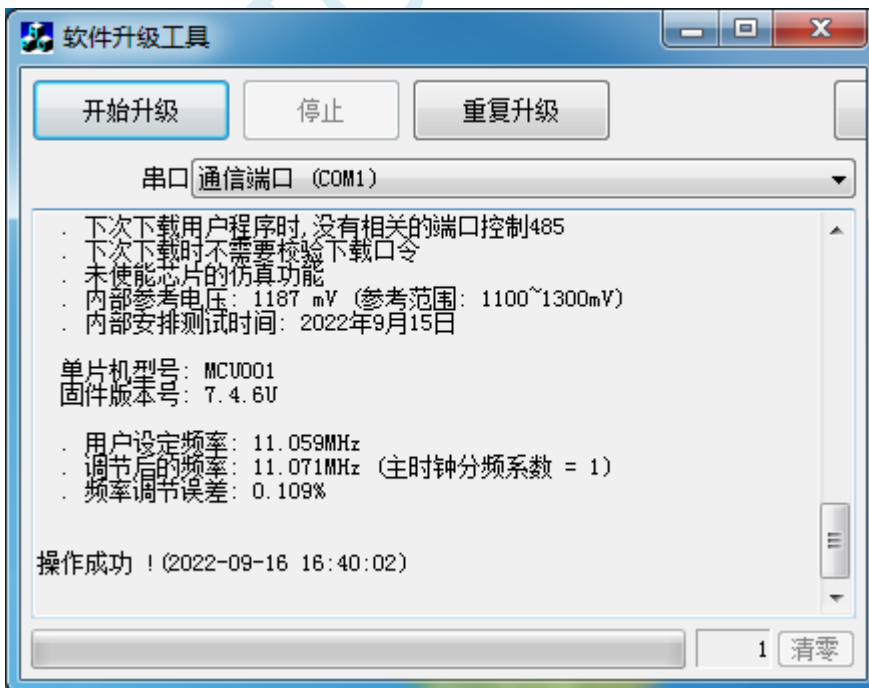 软件升级工具
开始升级 停止 重复升级
串口 通信端口 (COM1)
. 下次下载用户程序时,没有相关的端口控制485
. 下次下载时不需要校验下载口令
. 未使能芯片的仿真功能
. 内部参考电压: 1187 mV (参考范围: 1100~1300mV)
. 内部安排测试时间: 2022年9月15日
单片机型号: MCU001
固件版本号: 7.4.6U
. 用户设定频率: 11.059MHz
. 调节后的频率: 11.071MHz (主时钟分频系数 = 1)
. 频率调节误差: 0.109%
操作成功 !(2022-09-16 16:40:02)
1 清零